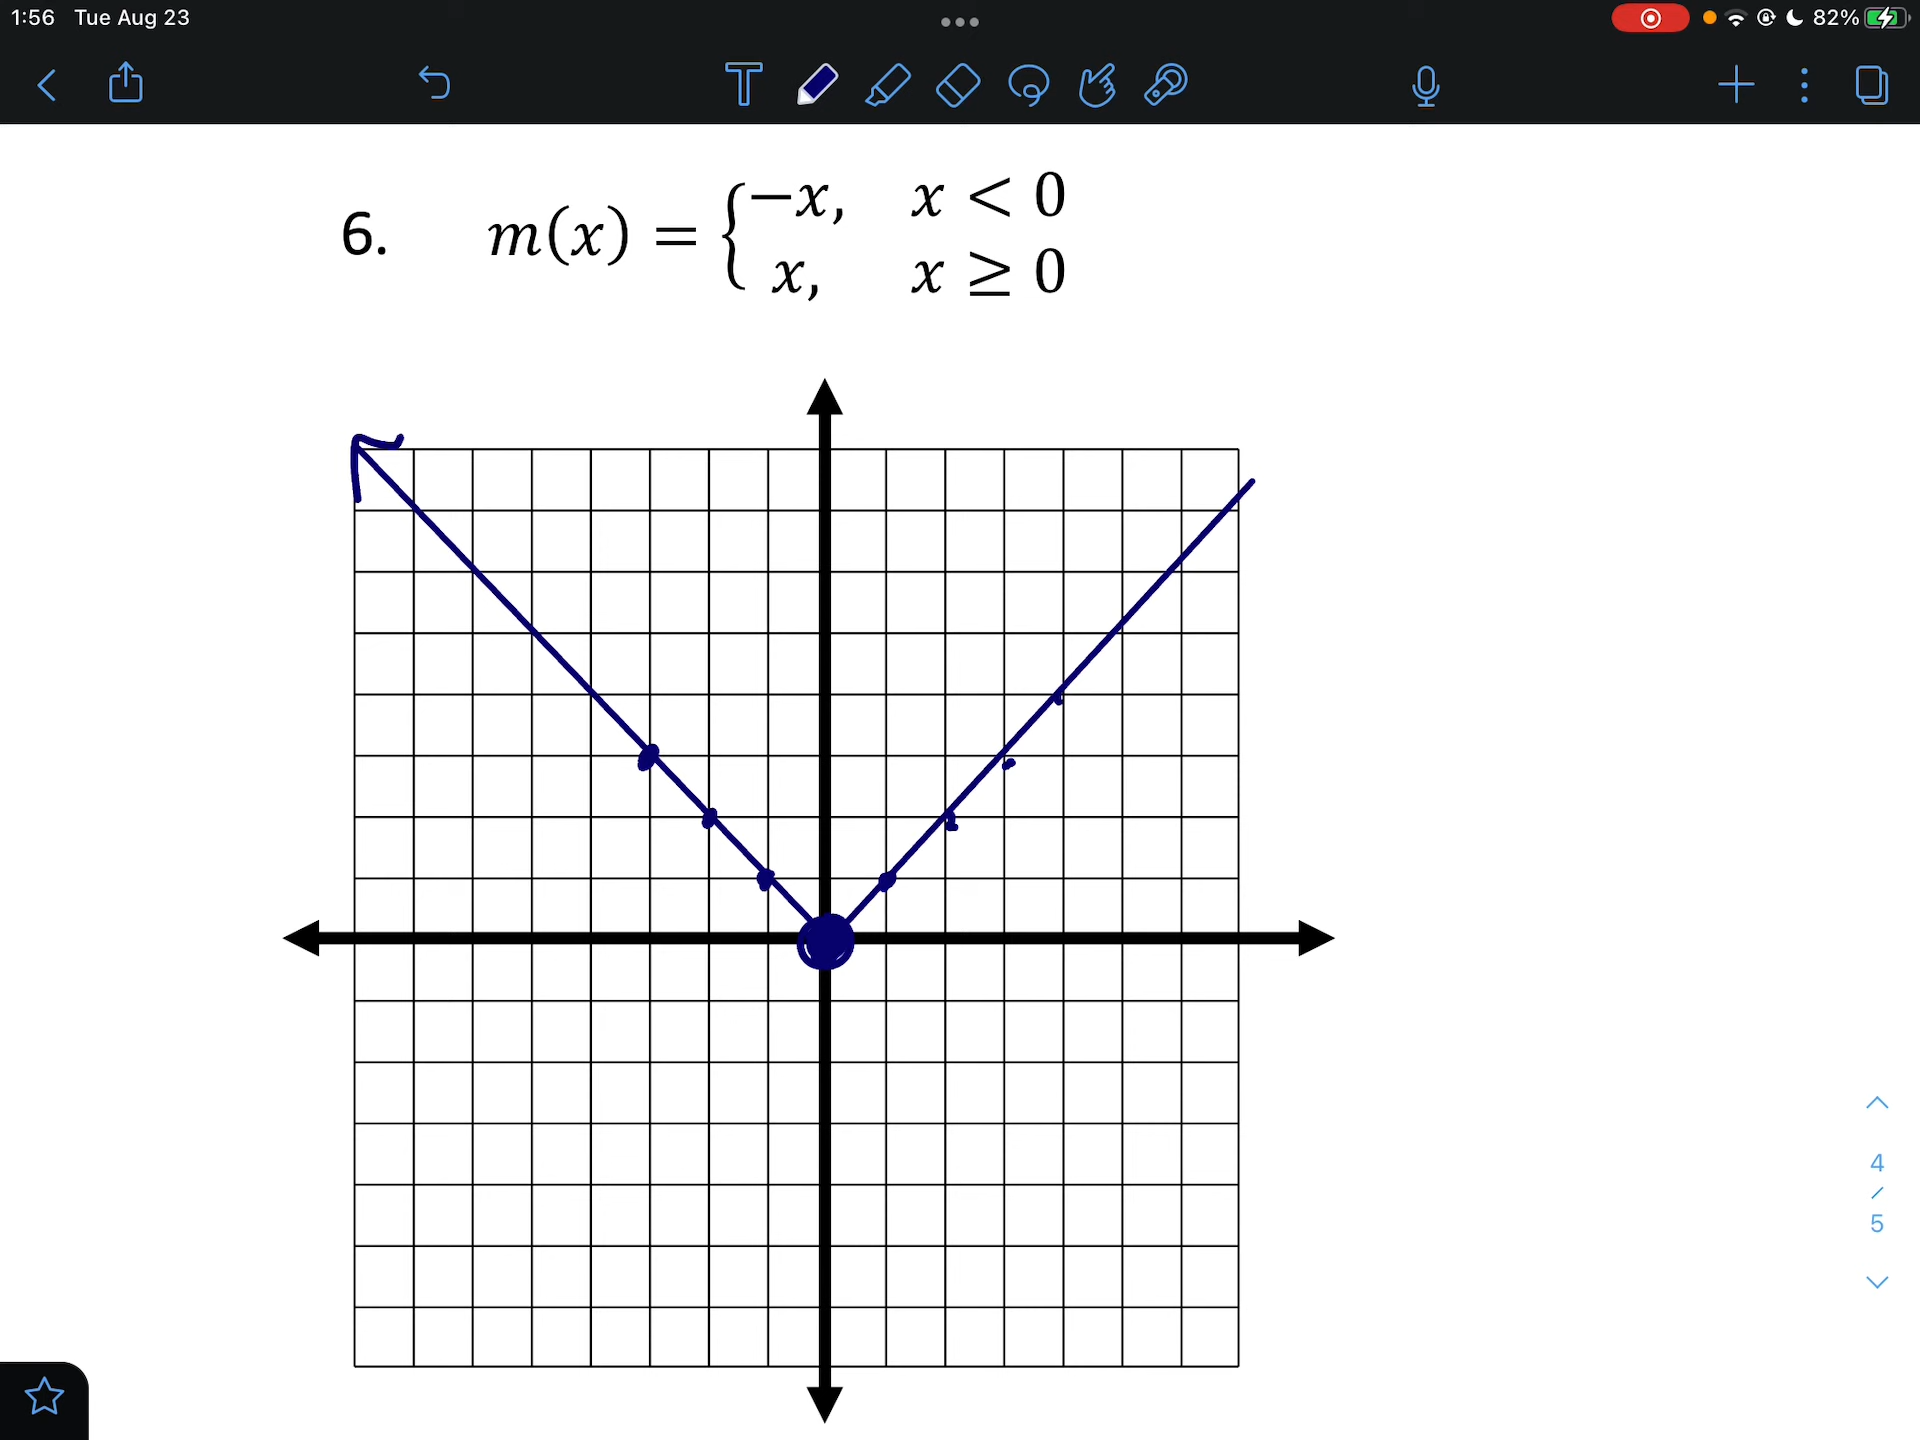 1:56 Tue Aug 23 82%
T
6. m(x) = { −x, x < 0
x, x ≥ 0
4
/
5